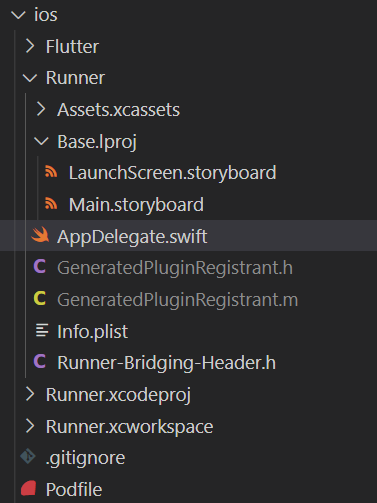 ios
Flutter
Runner
Assets.xcassets
Base.lproj
LaunchScreen.storyboard
Main.storyboard
AppDelegate.swift
C GeneratedPluginRegistrant.h
C GeneratedPluginRegistrant.m
Info.plist
C Runner-Bridging-Header.h
Runner.xcodeproj
Runner.xcworkspace
.gitignore
Podfile